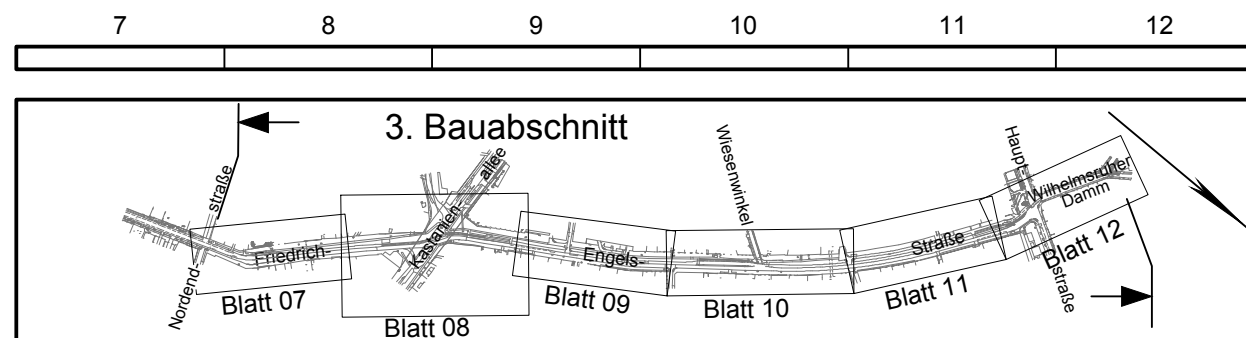 7 8 9 10 11 12
3. Bauabschnitt
Nordend-
straße
Friedrich-
Kastanien
allee
Engels-
Wiesenwinkel
Straße
Haupt-
straße
Wilhelmsruher
Damm
Blatt 07
Blatt 08
Blatt 09
Blatt 10
Blatt 11
Blatt 12